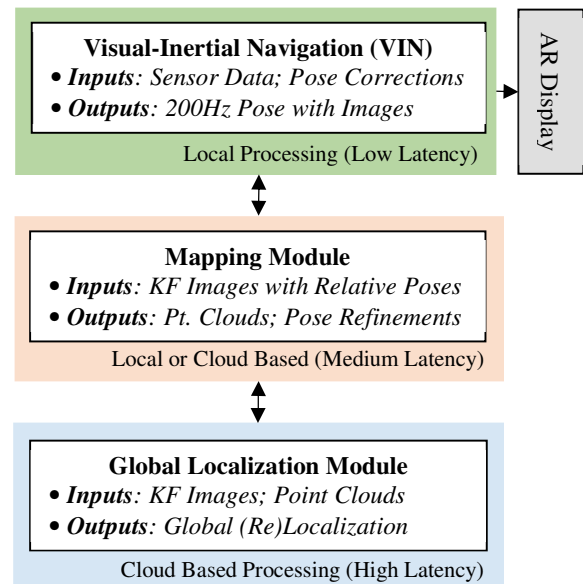 Visual-Inertial Navigation (VIN)
• Inputs: Sensor Data; Pose Corrections
• Outputs: 200Hz Pose with Images
Local Processing (Low Latency)
AR Display
Mapping Module
• Inputs: KF Images with Relative Poses
• Outputs: Pt. Clouds; Pose Refinements
Local or Cloud Based (Medium Latency)
Global Localization Module
• Inputs: KF Images; Point Clouds
• Outputs: Global (Re)Localization
Cloud Based Processing (High Latency)